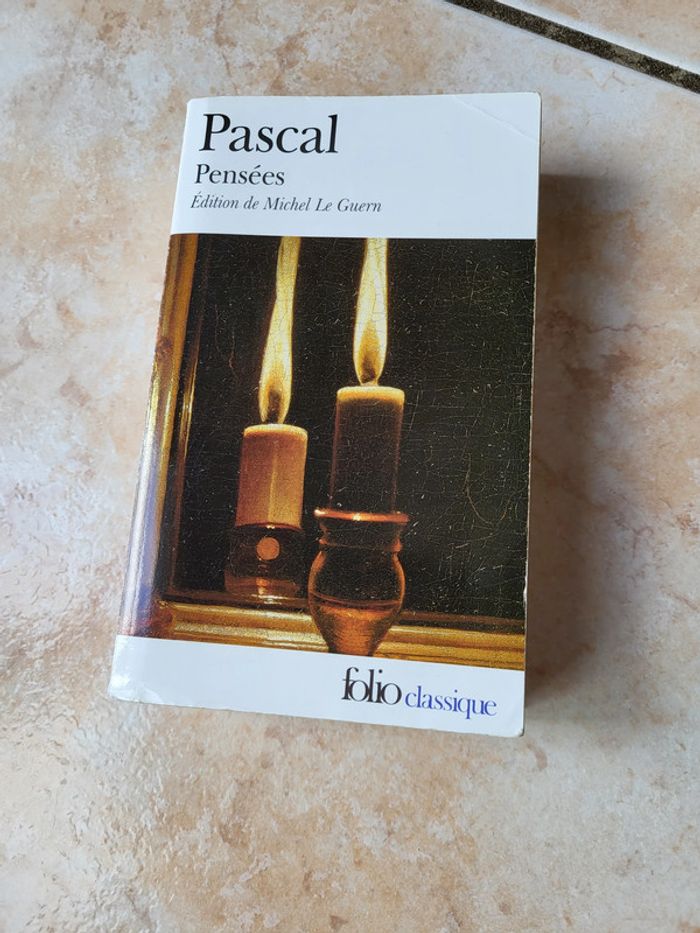 Pascal
Pensées
Édition de Michel Le Guern
folio classique